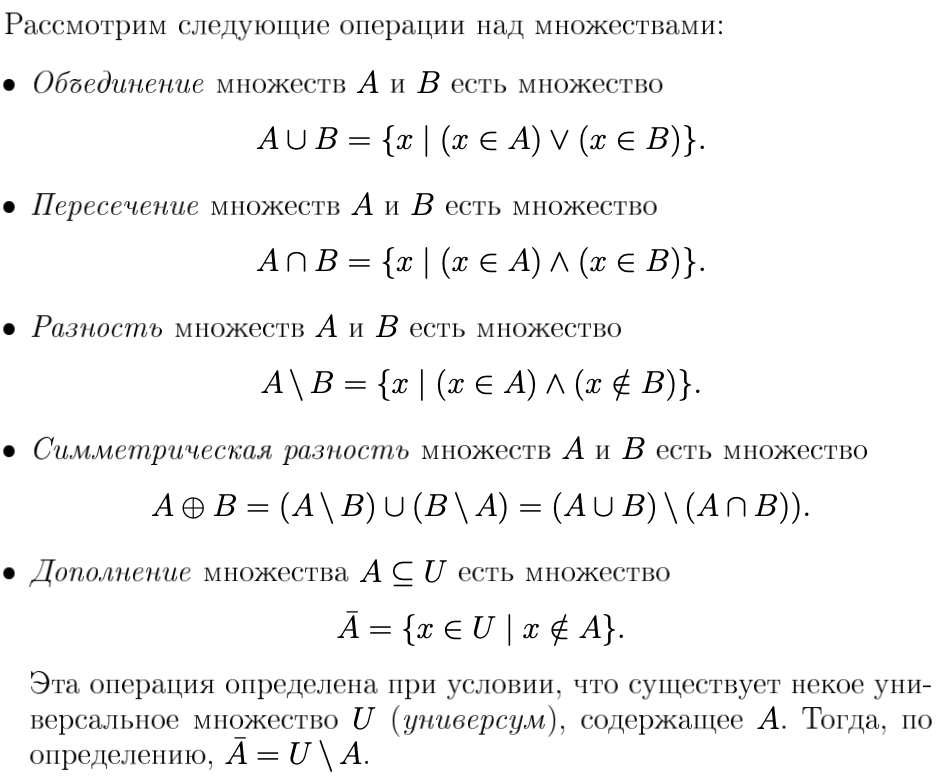 Рассмотрим следующие операции над множествами:
• Объединение множеств A и B есть множество
A ∪ B = {x | (x ∈ A) ∨ (x ∈ B)}.
• Пересечение множеств A и B есть множество
A ∩ B = {x | (x ∈ A) ∧ (x ∈ B)}.
• Разность множеств A и B есть множество
A \ B = {x | (x ∈ A) ∧ (x ∉ B)}.
• Симметрическая разность множеств A и B есть множество
A ⊕ B = (A \ B) ∪ (B \ A) = (A ∪ B) \ (A ∩ B)).
• Дополнение множества A ⊆ U есть множество
Ā = {x ∈ U | x ∉ A}.
Эта операция определена при условии, что существует некое уни-
версальное множество U (универсум), содержащее A. Тогда, по
определению, Ā = U \ A.